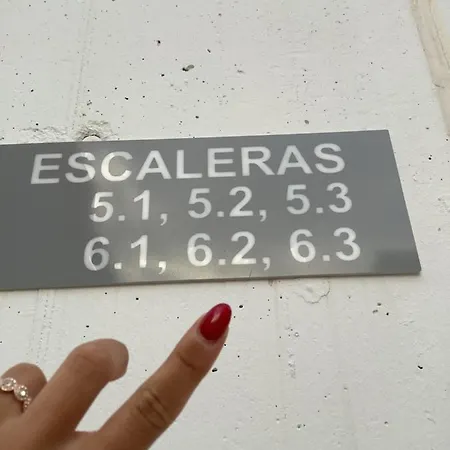 ESCALERAS
5.1, 5.2, 5.3
6.1, 6.2, 6.3